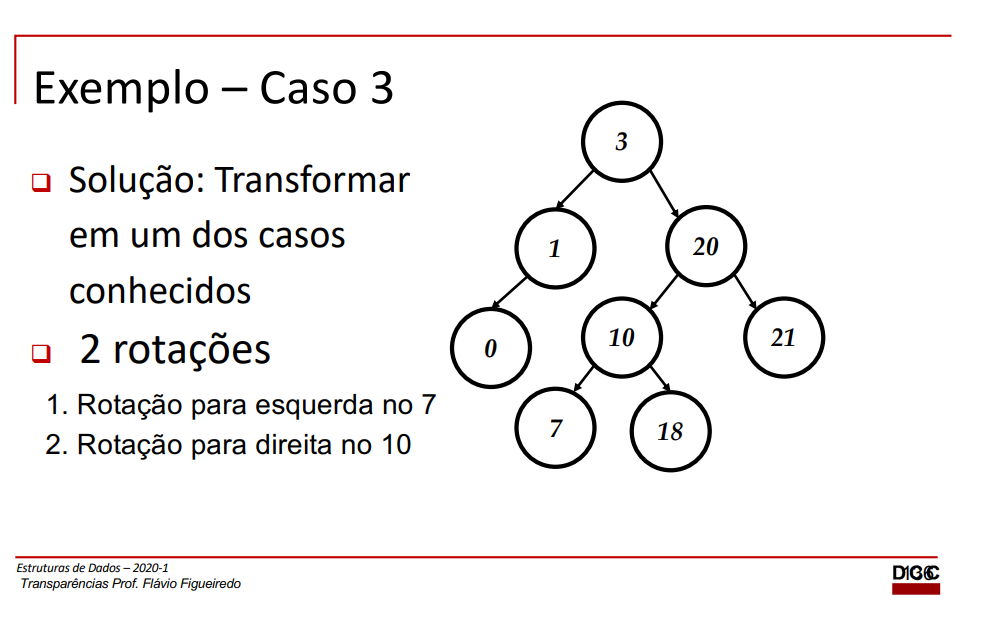 Exemplo – Caso 3
Solução: Transformar
em um dos casos
conhecidos
2 rotações
1. Rotação para esquerda no 7
2. Rotação para direita no 10
3
1
20
0
10
21
7
18
Estruturas de Dados – 2020-1
Transparências Prof. Flávio Figueiredo
DCC
136